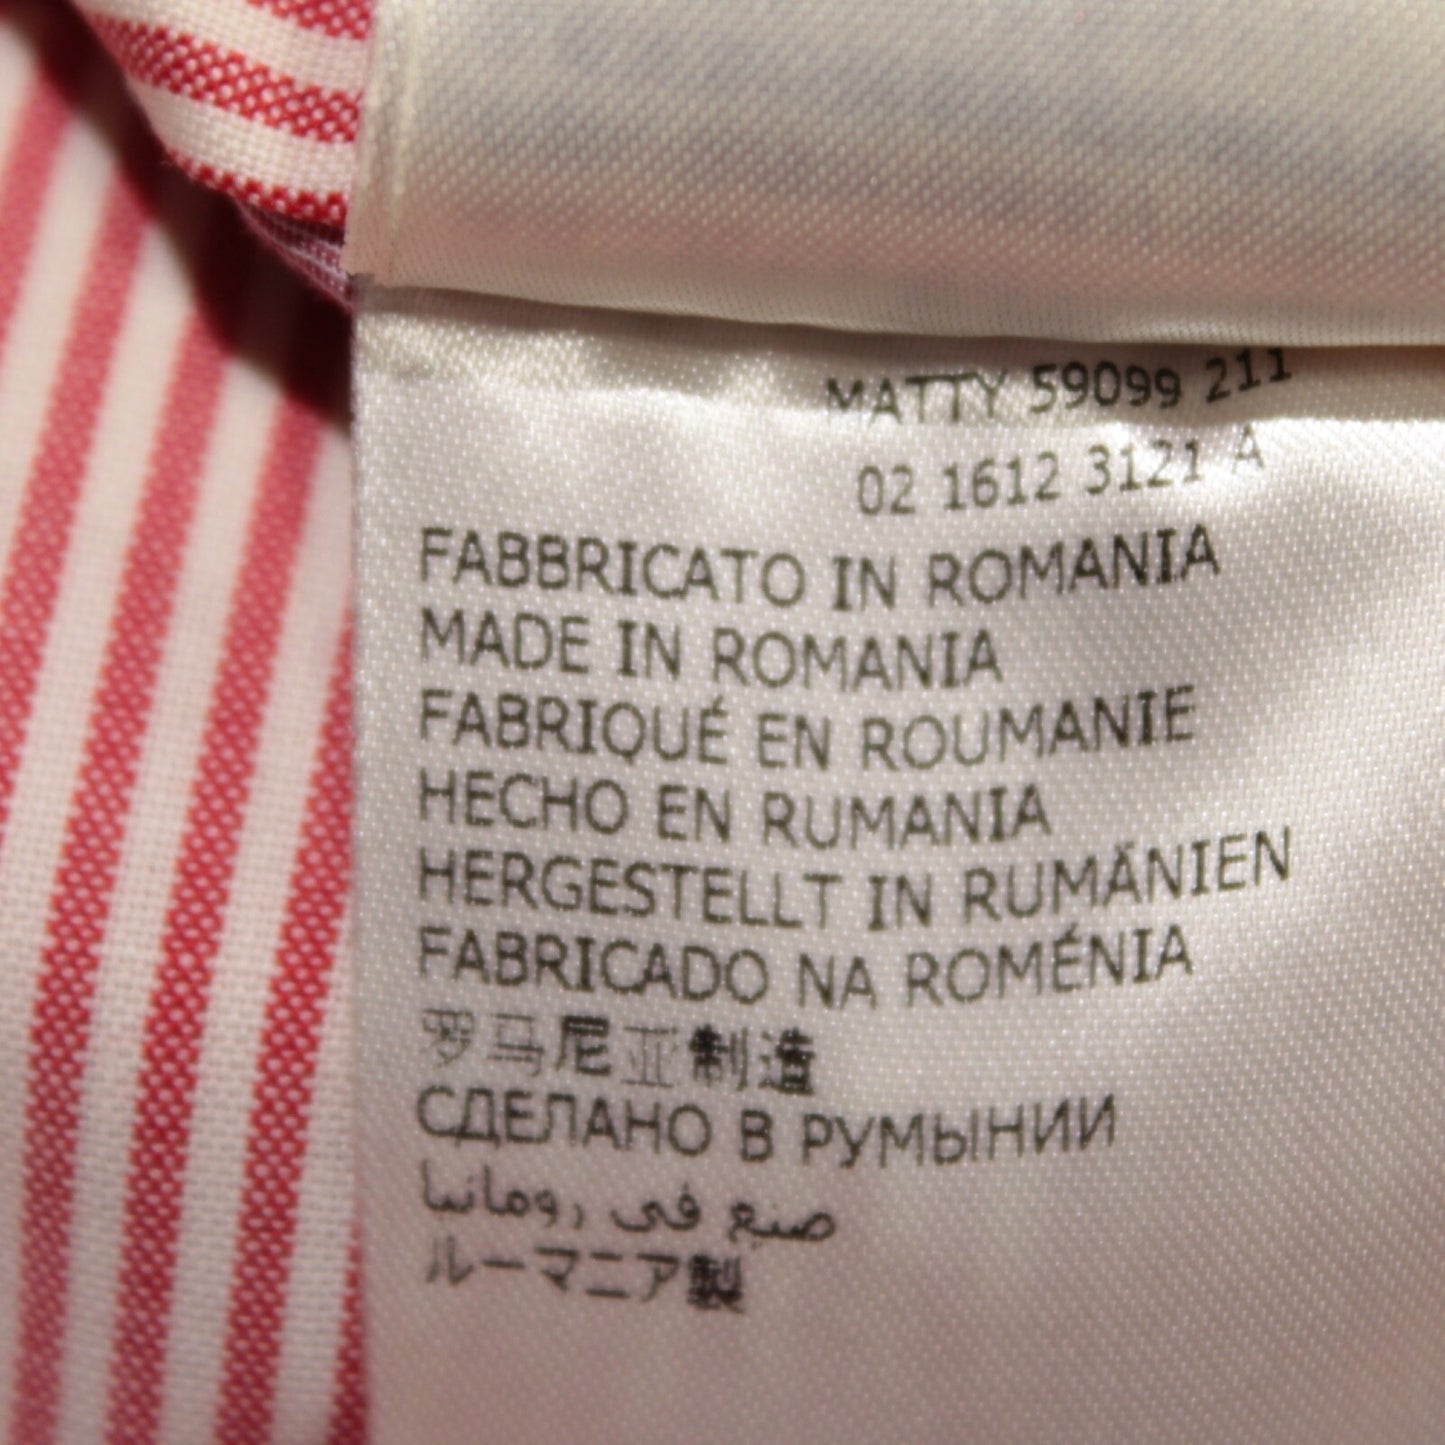 MATTY 59099 211
02 1612 3121 A
FABBRICATO IN ROMANIA
MADE IN ROMANIA
FABRIQUÉ EN ROUMANIE
HECHO EN RUMANIA
HERGESTELLT IN RUMÄNIEN
FABRICADO NA ROMÉNIA
罗马尼亚制造
СДЕЛАНО В РУМЫНИИ
صنع في رومانيا
ルーマニア製